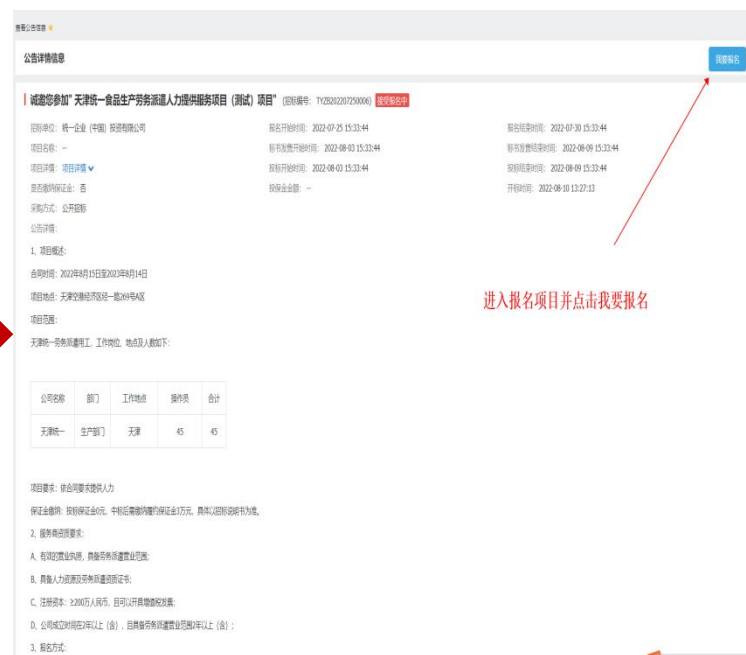 查看公告信息
公告详情信息
我要报名
诚邀您参加" 天津统一食品生产劳务派遣人力提供服务项目（测试）项目" (招标编号: TYZB202207250006) 接受报名中
招标单位: 统一企业（中国）投资有限公司 报名开始时间: 2022-07-25 15:33:44 报名结束时间: 2022-07-30 15:33:44
项目名称: -- 标书发售开始时间: 2022-08-03 15:33:44 标书发售结束时间: 2022-08-09 15:33:44
项目详情: 项目详情 投标开始时间: 2022-08-03 15:33:44 投标结束时间: 2022-08-09 15:33:44
是否缴纳保证金: 否 投保金金额: -- 开标时间: 2022-08-10 13:27:13
采购方式: 公开招标
公告详情:
1、项目概述:
合同时间: 2022年8月15日至2023年8月14日
项目地点: 天津空港经济区经一路269号A区
进入报名项目并点击我要报名
项目范围:
天津统一劳务派遣用工, 工作岗位, 地点及人数如下:
公司名称 部门 工作地点 操作员 合计
天津统一 生产部门 天津 45 45
项目要求: 依合同要求提供人力
保证金缴纳: 投标保证金0元, 中标后需缴纳履约保证金3万元, 具体以招标说明书为准。
2、服务商资质要求:
A、有效的营业执照, 具备劳务派遣营业范围;
B、具备人力资源及劳务派遣资质证书;
C、注册资本: ≥200万人民币, 且可以开具增值税发票;
D、公司成立时间在2年以上（含）, 且具备劳务派遣营业范围2年以上（含）;
3、报名方式: